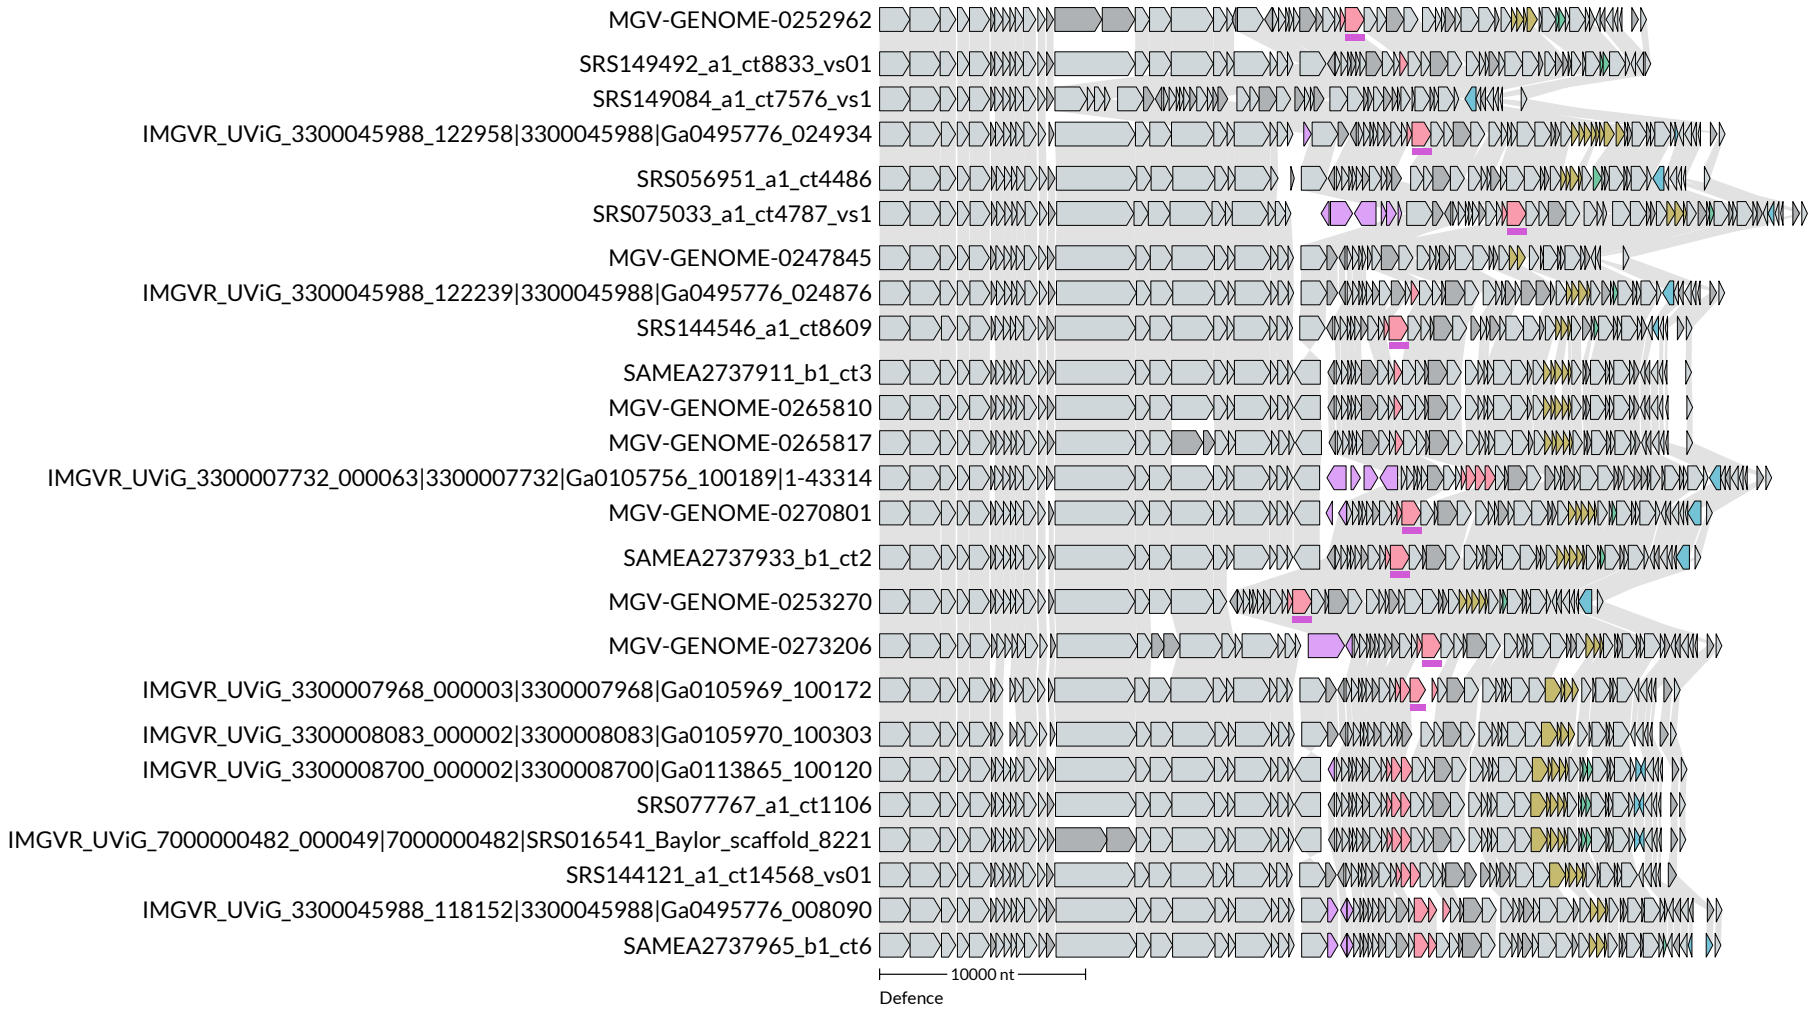 MGV-GENOME-0252962
SRS149492_a1_ct8833_vs01
SRS149084_a1_ct7576_vs1
IMGVR_UViG_3300045988_122958|3300045988|Ga0495776_024934
SRS056951_a1_ct4486
SRS075033_a1_ct4787_vs1
MGV-GENOME-0247845
IMGVR_UViG_3300045988_122239|3300045988|Ga0495776_024876
SRS144546_a1_ct8609
SAMEA2737911_b1_ct3
MGV-GENOME-0265810
MGV-GENOME-0265817
IMGVR_UViG_3300007732_000063|3300007732|Ga0105756_100189|1-43314
MGV-GENOME-0270801
SAMEA2737933_b1_ct2
MGV-GENOME-0253270
MGV-GENOME-0273206
IMGVR_UViG_3300007968_000003|3300007968|Ga0105969_100172
IMGVR_UViG_3300008083_000002|3300008083|Ga0105970_100303
IMGVR_UViG_3300008700_000002|3300008700|Ga0113865_100120
SRS077767_a1_ct1106
IMGVR_UViG_7000000482_000049|7000000482|SRS016541_Baylor_scaffold_8221
SRS144121_a1_ct14568_vs01
IMGVR_UViG_3300045988_118152|3300045988|Ga0495776_008090
SAMEA2737965_b1_ct6
10000 nt
Defence